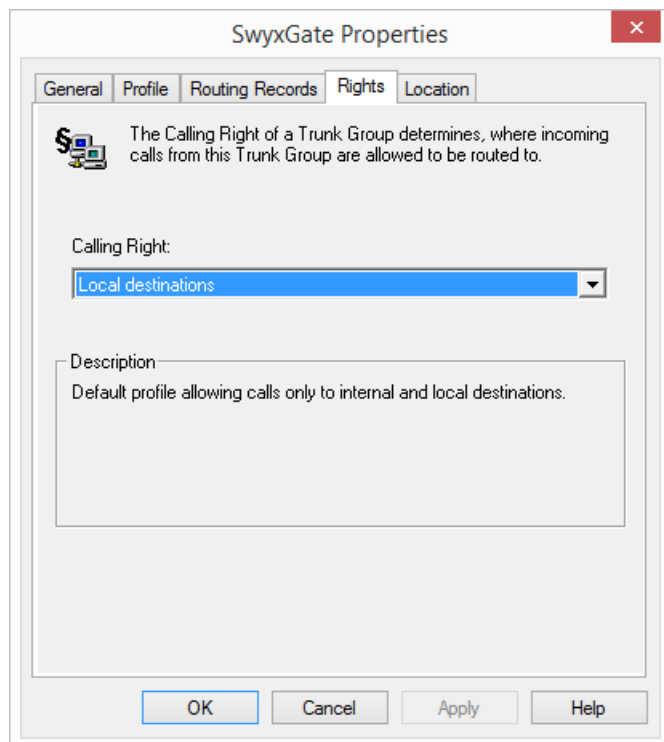 SwyxGate Properties
General Profile Routing Records Rights Location
§
The Calling Right of a Trunk Group determines, where incoming
calls from this Trunk Group are allowed to be routed to.
Calling Right:
Local destinations
Description
Default profile allowing calls only to internal and local destinations.
OK Cancel Apply Help